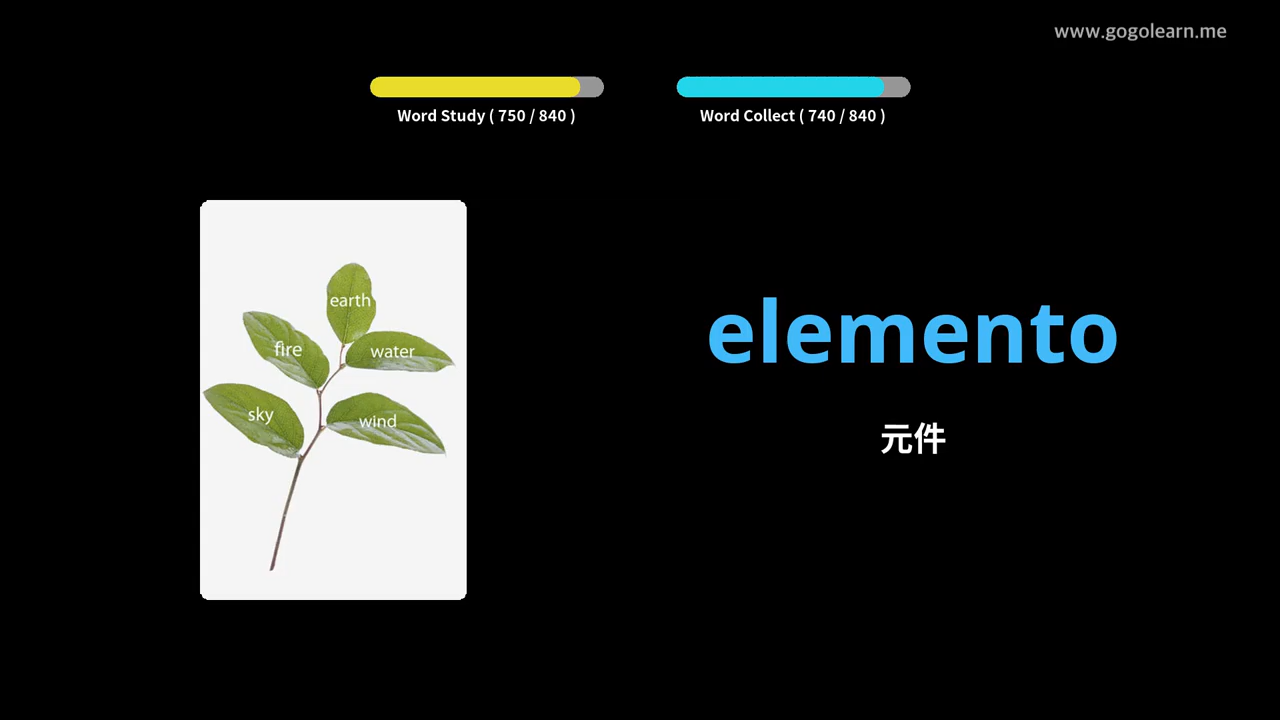 www.gogolearn.me
Word Study ( 750 / 840 )
Word Collect ( 740 / 840 )
earth
fire
water
sky
wind
elemento
元件